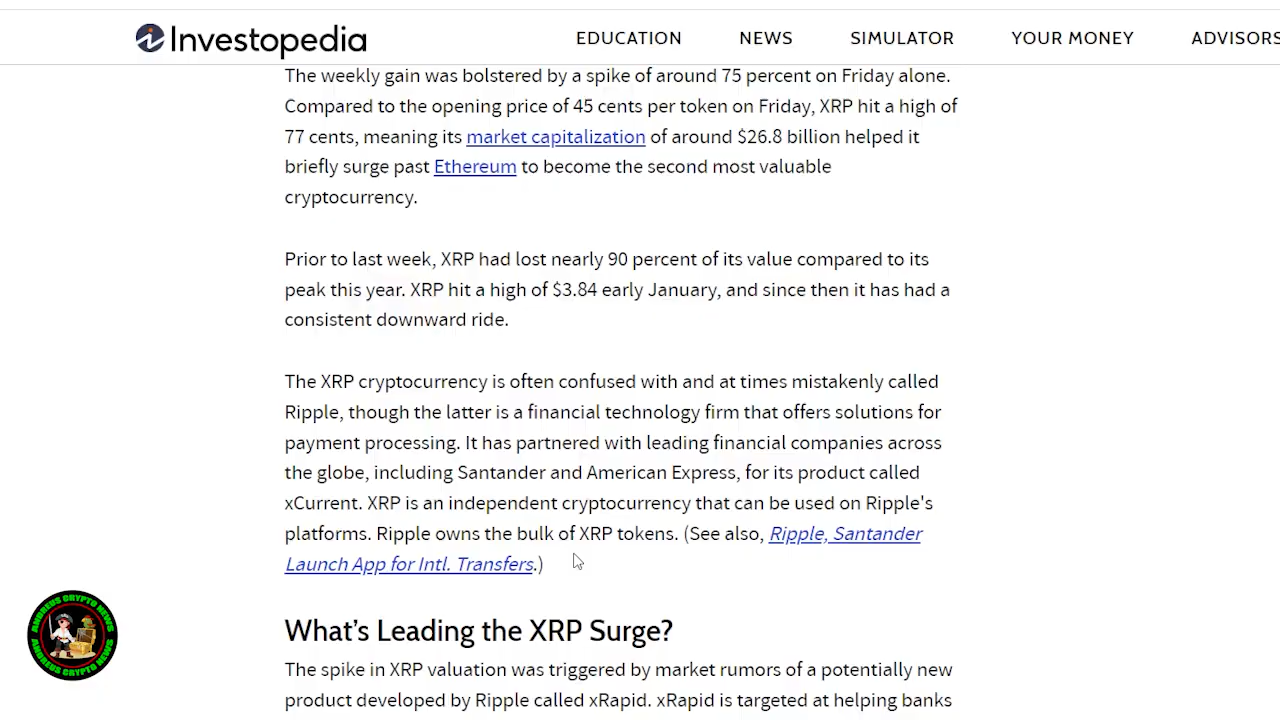 Investopedia
EDUCATION NEWS SIMULATOR YOUR MONEY ADVISORS
The weekly gain was bolstered by a spike of around 75 percent on Friday alone.
Compared to the opening price of 45 cents per token on Friday, XRP hit a high of
77 cents, meaning its market capitalization of around $26.8 billion helped it
briefly surge past Ethereum to become the second most valuable
cryptocurrency.
Prior to last week, XRP had lost nearly 90 percent of its value compared to its
peak this year. XRP hit a high of $3.84 early January, and since then it has had a
consistent downward ride.
The XRP cryptocurrency is often confused with and at times mistakenly called
Ripple, though the latter is a financial technology firm that offers solutions for
payment processing. It has partnered with leading financial companies across
the globe, including Santander and American Express, for its product called
xCurrent. XRP is an independent cryptocurrency that can be used on Ripple's
platforms. Ripple owns the bulk of XRP tokens. (See also, Ripple, Santander
Launch App for Intl. Transfers.)
What’s Leading the XRP Surge?
The spike in XRP valuation was triggered by market rumors of a potentially new
product developed by Ripple called xRapid. xRapid is targeted at helping banks
ANDREUS CRYPTO NEWS
ANDREUS CRYPTO NEWS